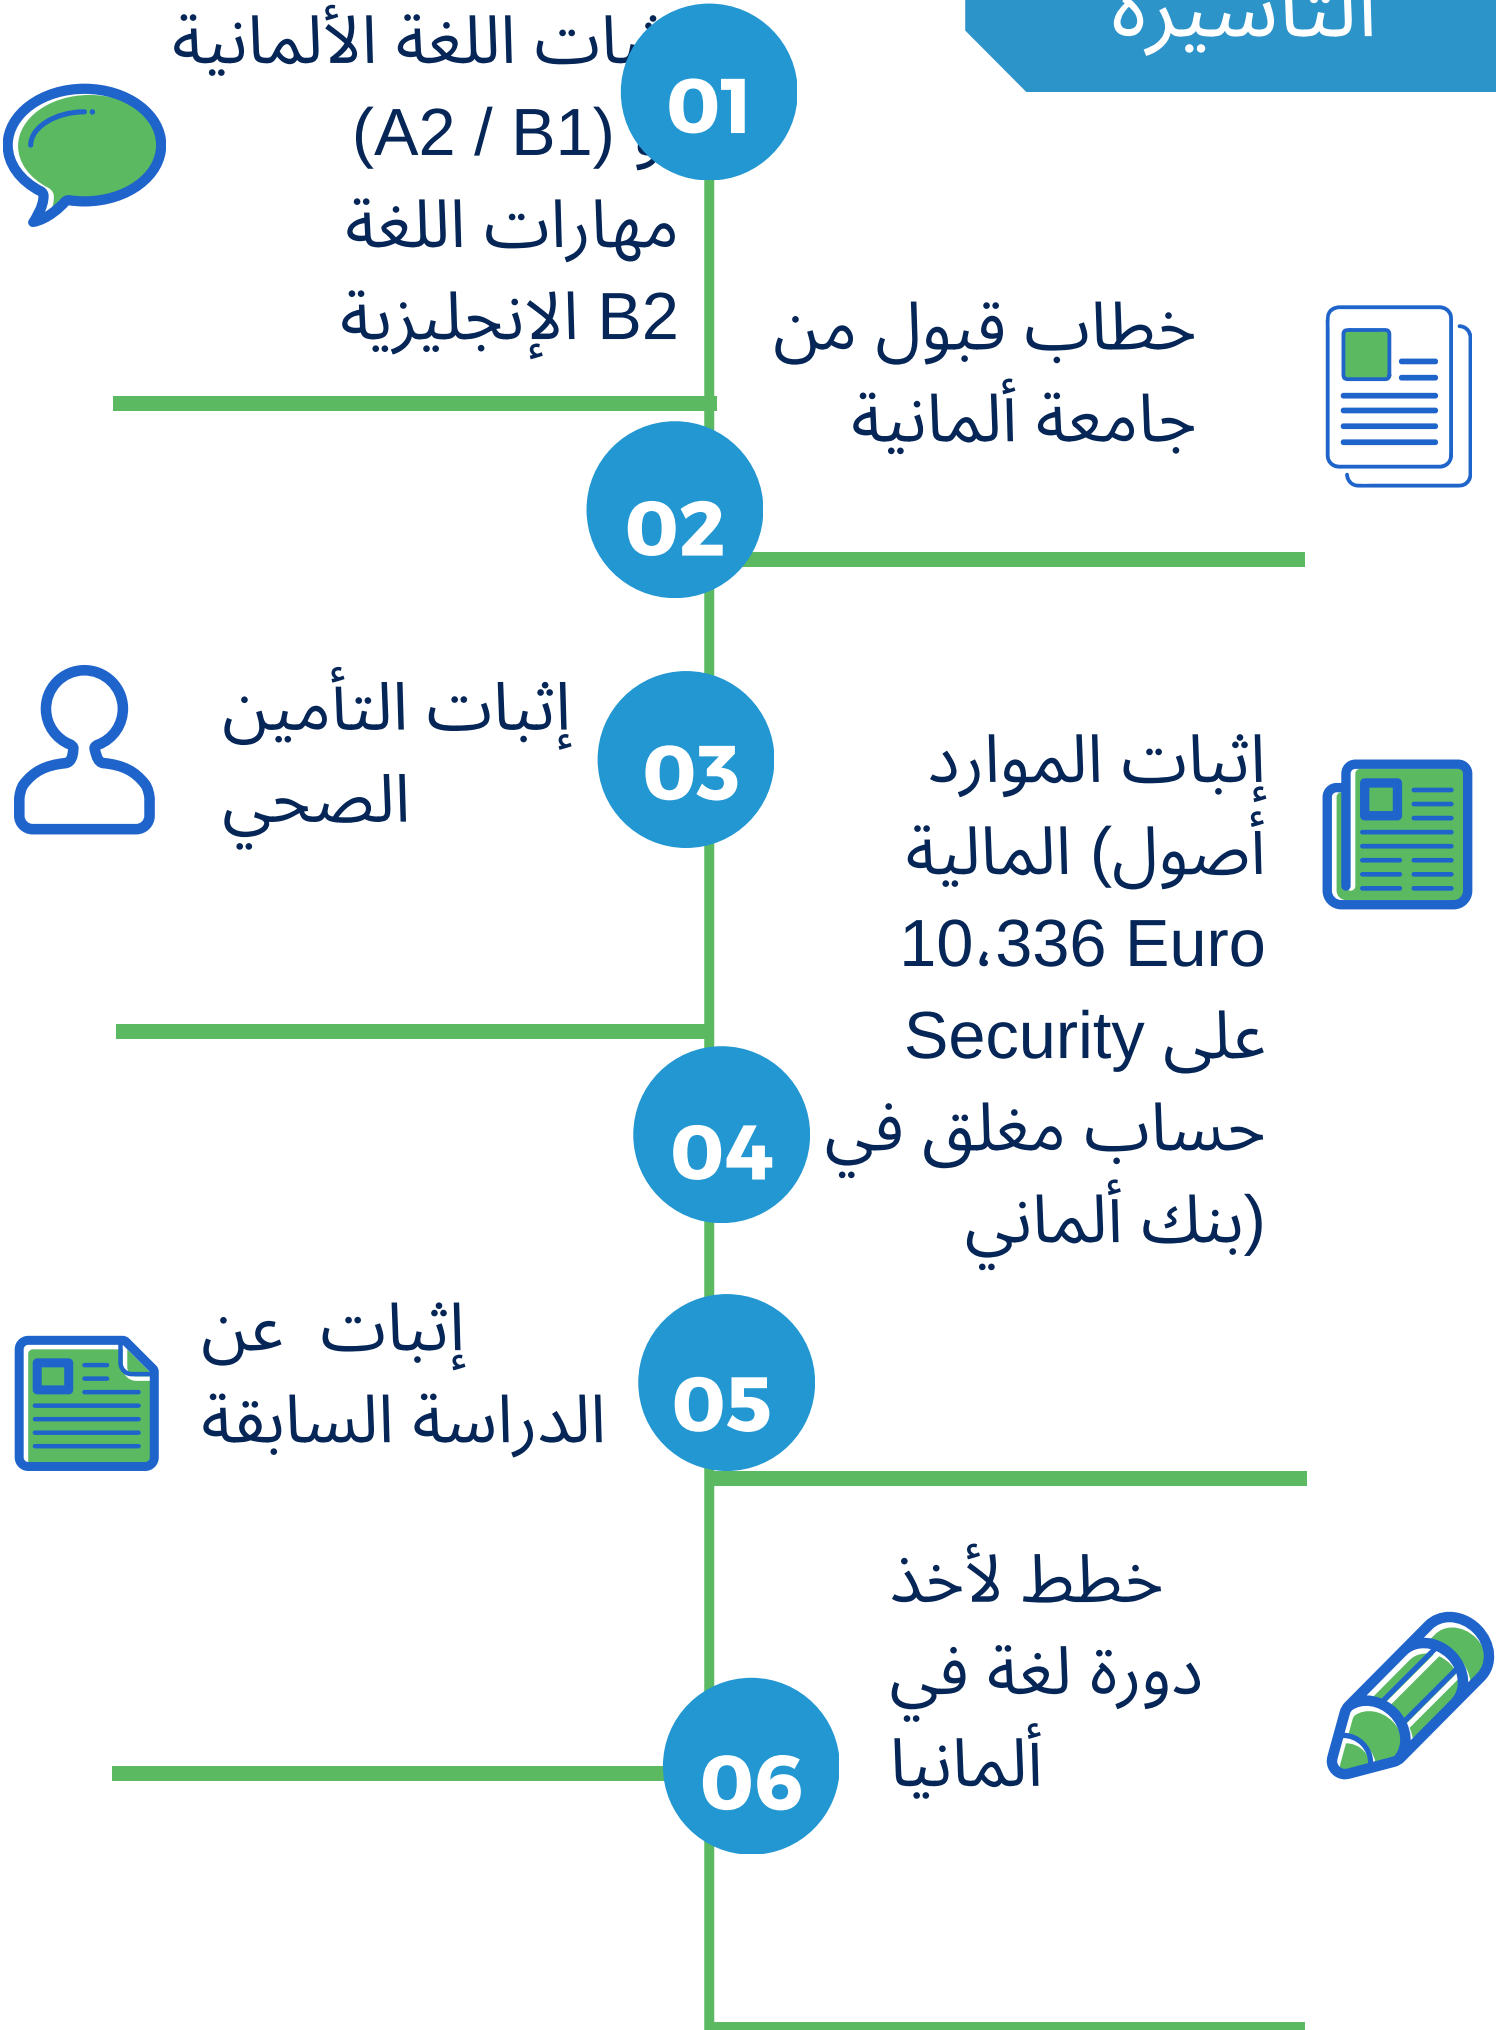 التأشيرة
01
إثبات اللغة الألمانية
(A2 / B1) أو
مهارات اللغة
الإنجليزية B2
خطاب قبول من
جامعة ألمانية
02
إثبات التأمين
الصحي
03
إثبات الموارد
المالية (أصول
10،336 Euro
على Security
حساب مغلق في
بنك ألماني)
04
إثبات عن
الدراسة السابقة
05
خطط لأخذ
دورة لغة في
ألمانيا
06